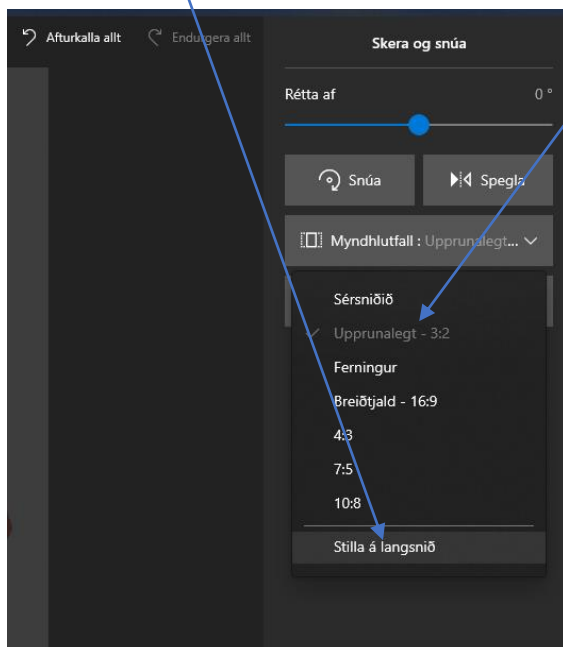 Afturkalla allt Endurgera allt
Skera og snúa
Rétta af 0 °
Snúa Spegla
Myndhlutfall : Upprunalegt...
Sérsniðið
Upprunalegt - 3:2
Ferningur
Breiðtjald - 16:9
4:3
7:5
10:8
Stilla á langsnið